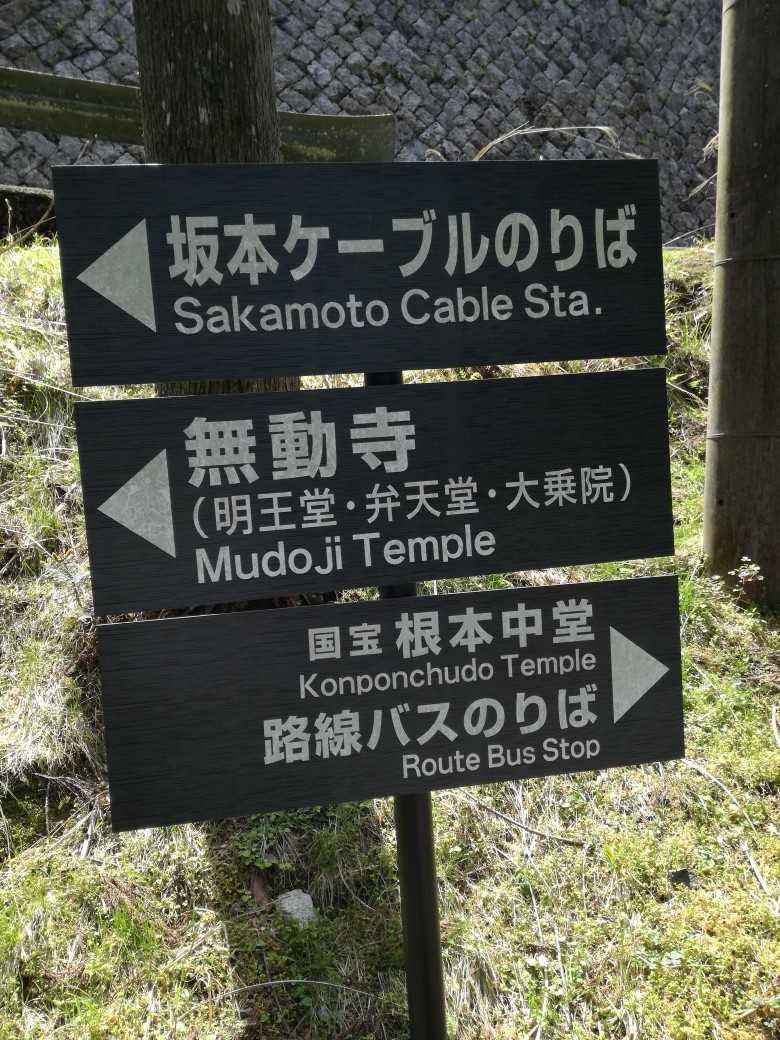 坂本ケーブルのりば
Sakamoto Cable Sta.
無動寺
(明王堂・弁天堂・大乗院)
Mudoji Temple
国宝 根本中堂
Konponchudo Temple
路線バスのりば
Route Bus Stop